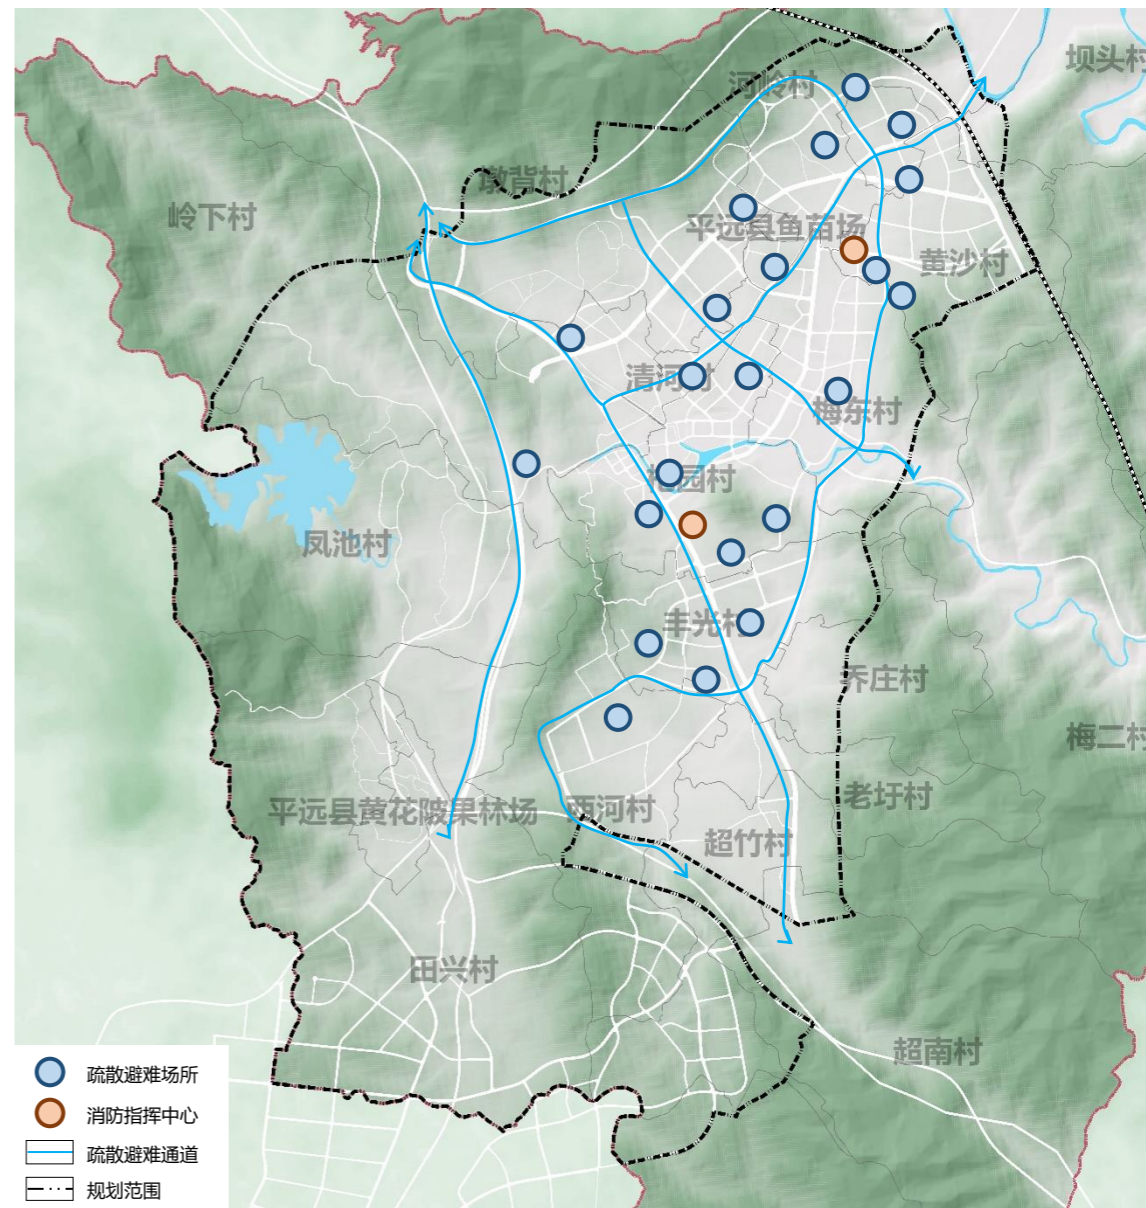 坝头村
河岭村
墩背村
岭下村
平远县鱼苗场
黄沙村
清河村
梅东村
凤池村
丰光村
乔庄村
梅二村
老圩村
平远县黄花陂果林场
西河村
超竹村
田兴村
超南村
疏散避难场所
消防指挥中心
疏散避难通道
规划范围